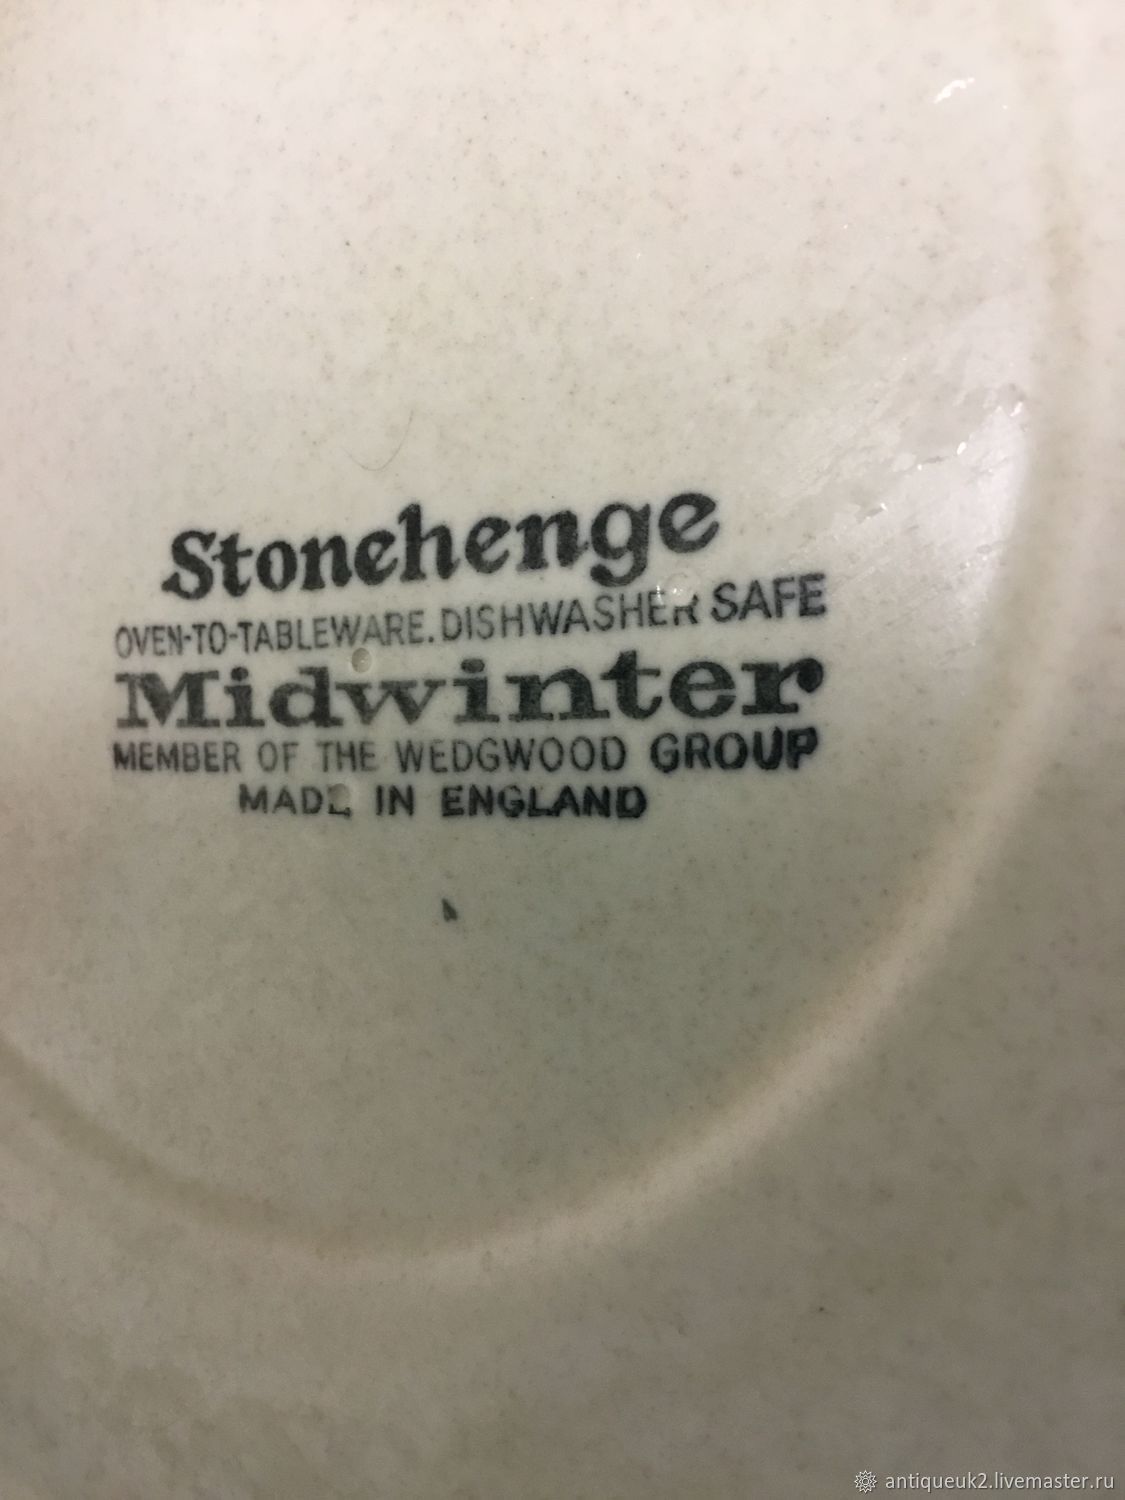 Stonehenge
OVEN-TO-TABLEWARE. DISHWASHER SAFE
Midwinter
MEMBER OF THE WEDGWOOD GROUP
MADE IN ENGLAND
antiqueuk2.livemaster.ru